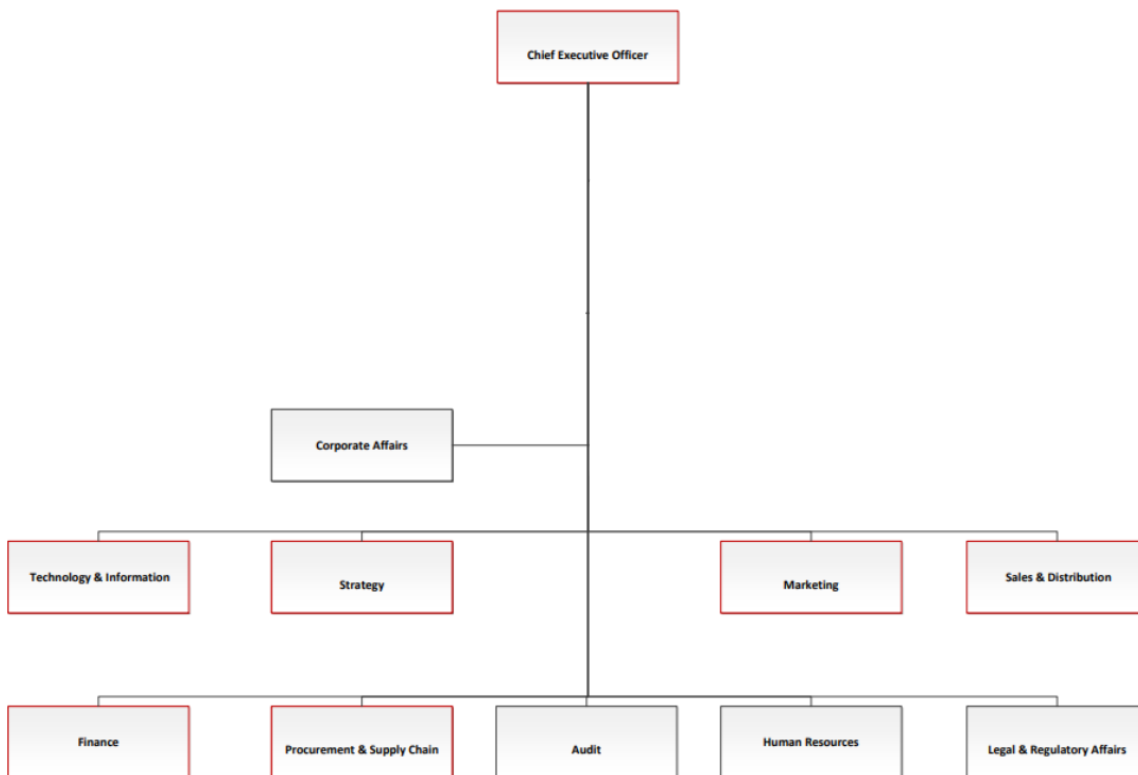 Chief Executive Officer
Corporate Affairs
Technology & Information
Strategy
Marketing
Sales & Distribution
Finance
Procurement & Supply Chain
Audit
Human Resources
Legal & Regulatory Affairs